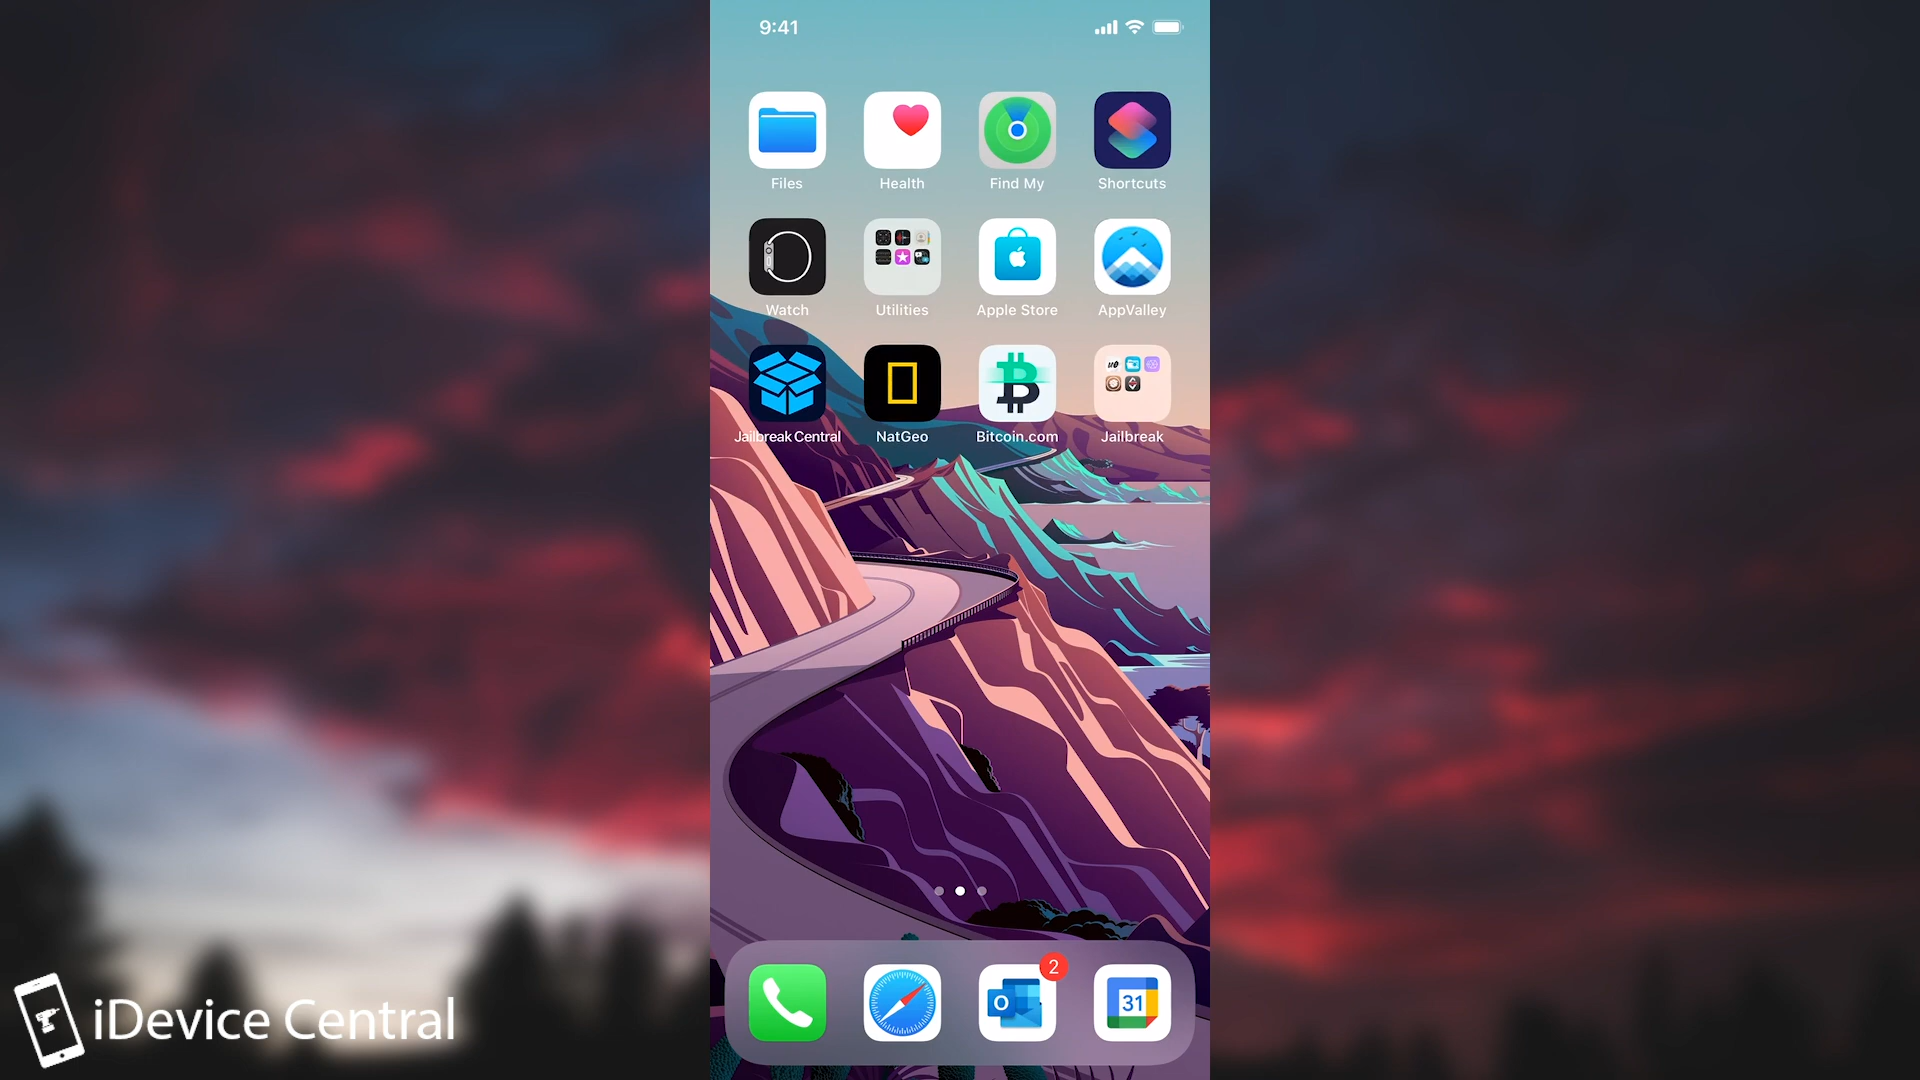 9:41
Files
Health
Find My
Shortcuts
Watch
Utilities
Apple Store
AppValley
Jailbreak Central
NatGeo
Bitcoin.com
Jailbreak
2
31
iDevice Central